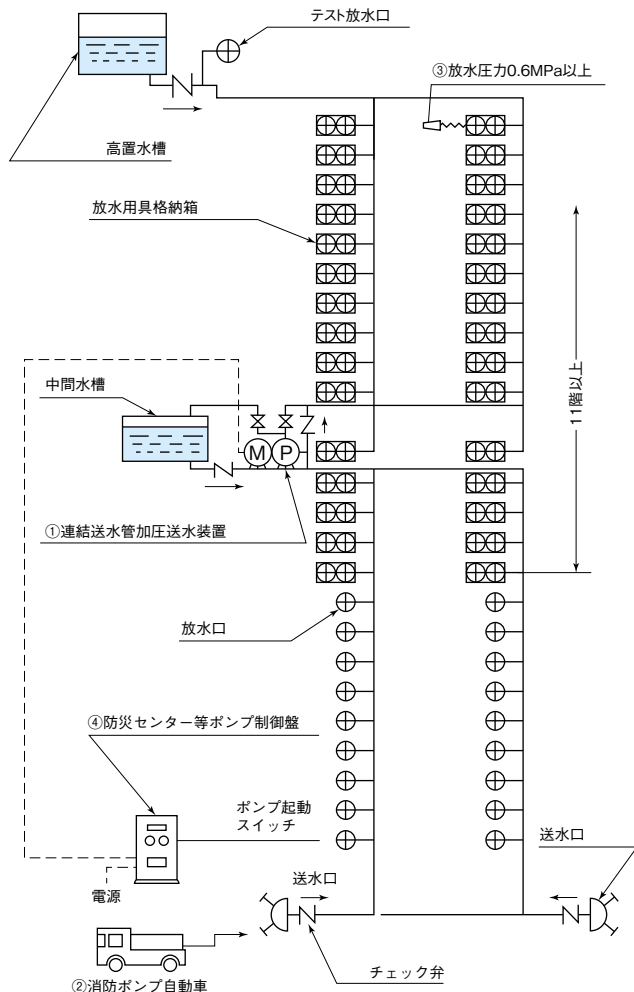 テスト放水口
③放水圧力0.6MPa以上
高置水槽
放水用具格納箱
11階以上
中間水槽
M
P
①連結送水管加圧送水装置
放水口
④防災センター等ポンプ制御盤
ポンプ起動
スイッチ
送水口
電源
送水口
チェック弁
②消防ポンプ自動車